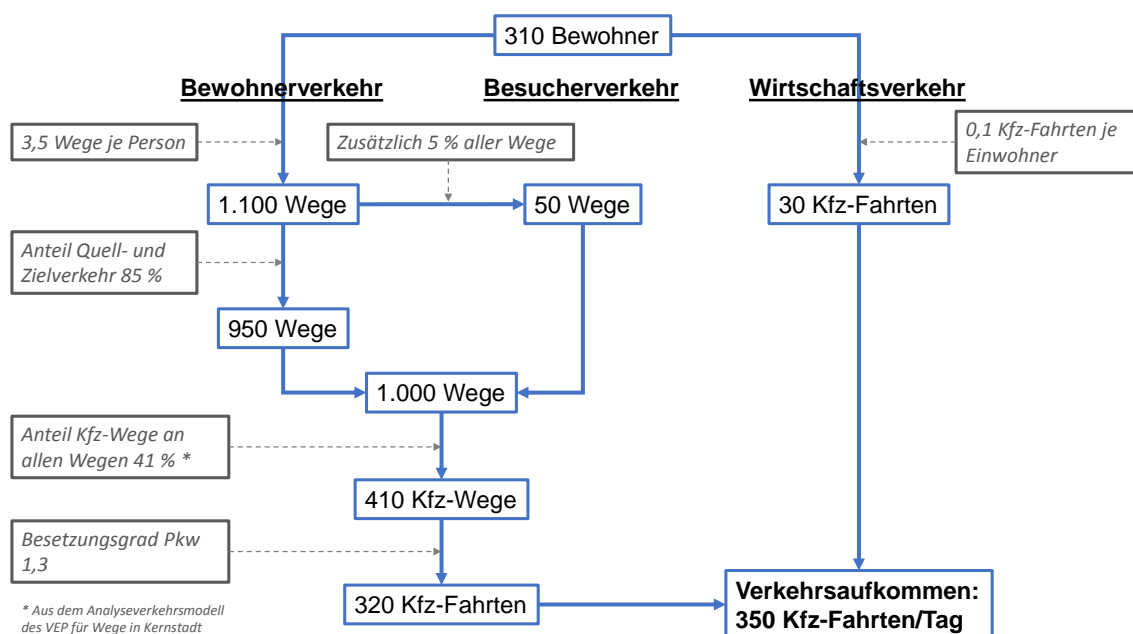 310 Bewohner
Bewohnerverkehr
Besucherverkehr
Wirtschaftsverkehr
3,5 Wege je Person
Zusätzlich 5 % aller Wege
0,1 Kfz-Fahrten je
Einwohner
1.100 Wege
50 Wege
30 Kfz-Fahrten
Anteil Quell- und
Zielverkehr 85 %
950 Wege
1.000 Wege
Anteil Kfz-Wege an
allen Wegen 41 % *
410 Kfz-Wege
Besetzungsgrad Pkw
1,3
320 Kfz-Fahrten
Verkehrsaufkommen:
350 Kfz-Fahrten/Tag
* Aus dem Analyseverkehrsmodell
des VEP für Wege in Kernstadt